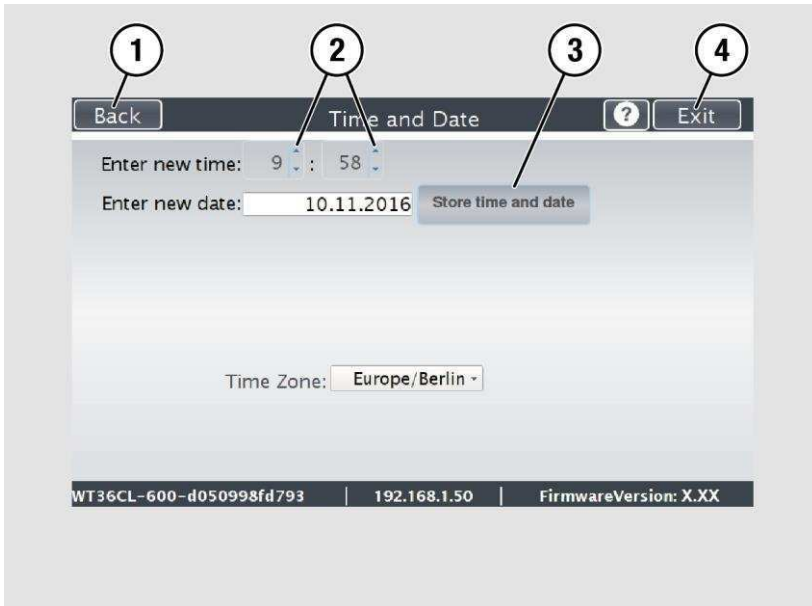 1 2 3 4
Back Time and Date ? Exit
Enter new time: 9 : 58
Enter new date: 10.11.2016 Store time and date
Time Zone: Europe/Berlin
WT36CL-600-d050998fd793 | 192.168.1.50 | FirmwareVersion: X.XX